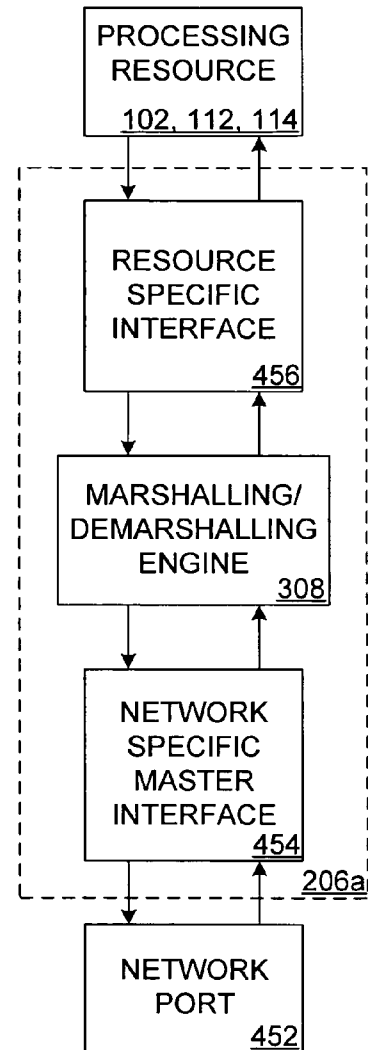 PROCESSING
RESOURCE
102, 112, 114
RESOURCE
SPECIFIC
INTERFACE
456
MARSHALLING/
DEMARSHALLING
ENGINE
308
NETWORK
SPECIFIC
MASTER
INTERFACE
454
206a
NETWORK
PORT
452